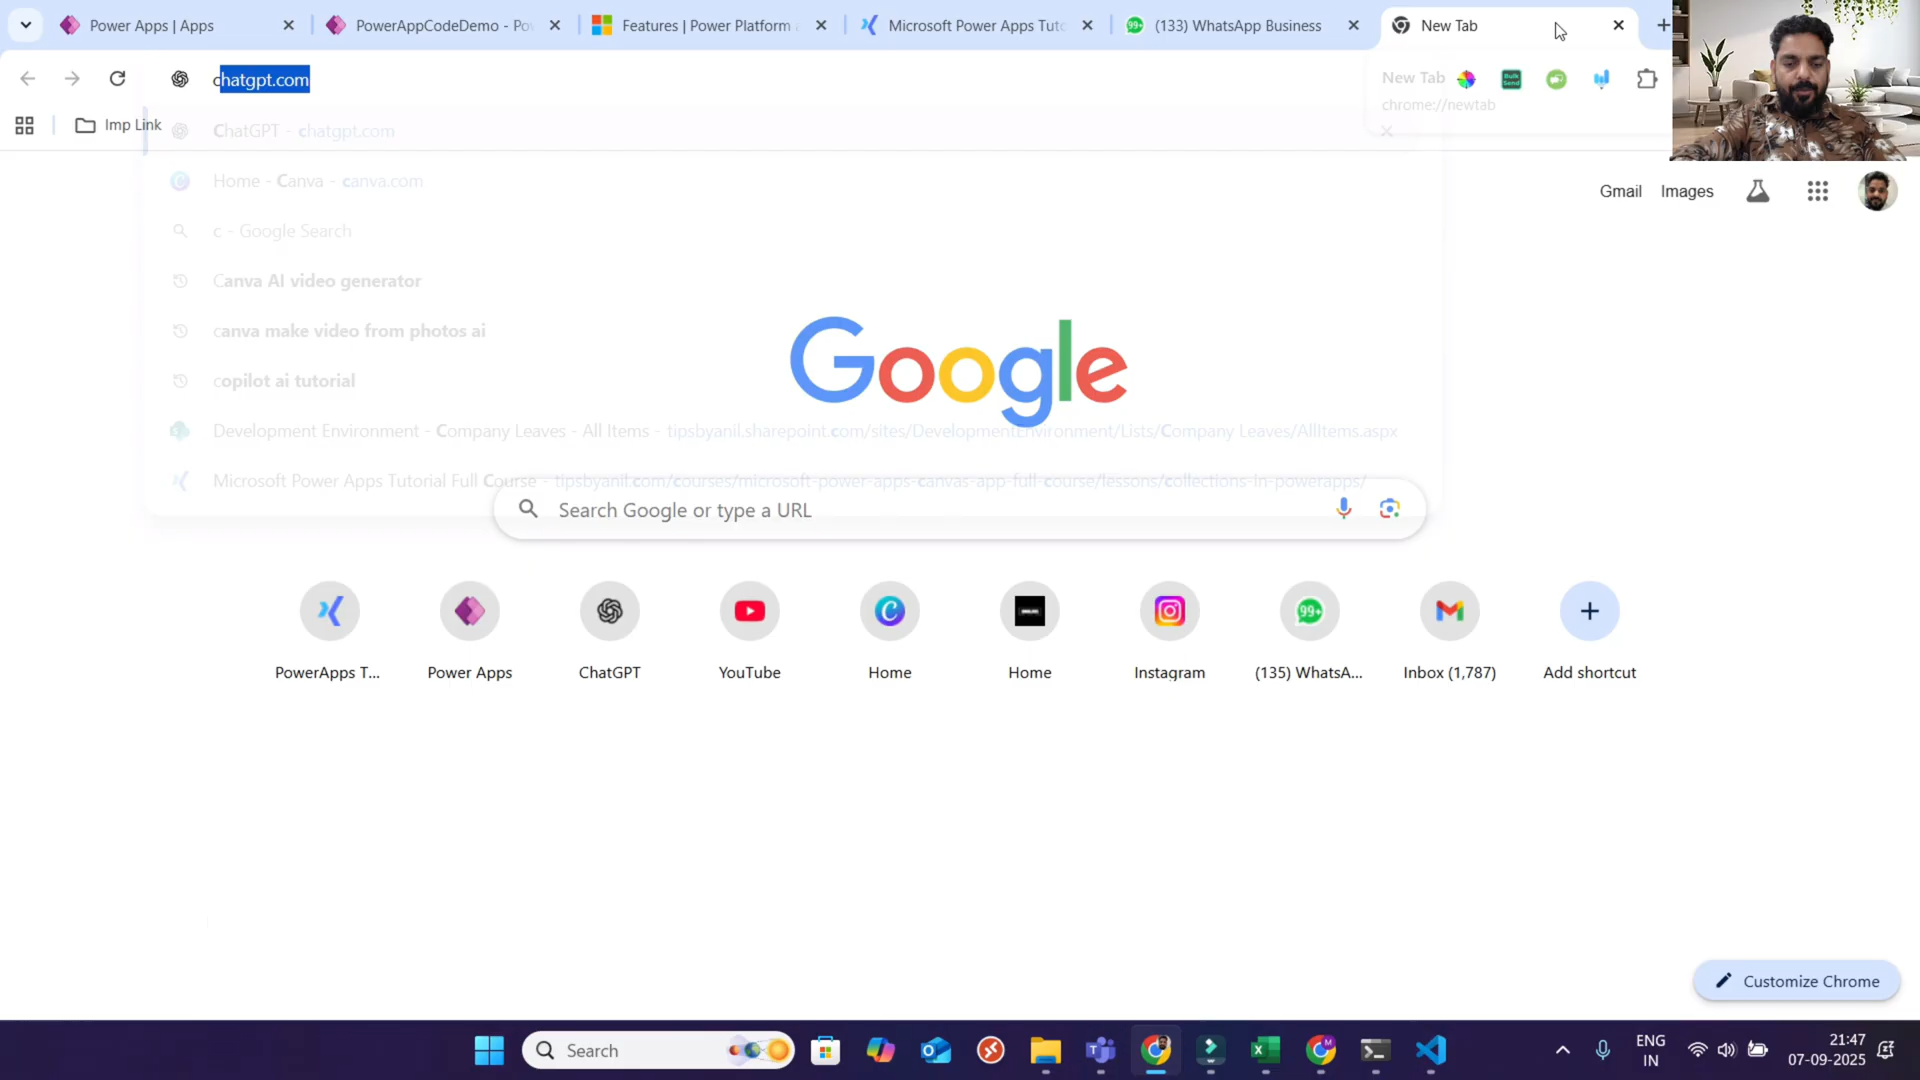 Power Apps | Apps
PowerAppCodeDemo - Po
Features | Power Platform
Microsoft Power Apps Tuto
(133) WhatsApp Business
New Tab
chatgpt.com
New Tab
chrome://newtab
Bulk Send
Imp Link
ChatGPT - chatgpt.com
Home - Canva - canva.com
c - Google Search
Canva AI video generator
canva make video from photos ai
copilot ai tutorial
Development Environment - Company Leaves - All Items - tipsbyanil.sharepoint.com/sites/DevelopmentEnvironment/Lists/Company Leaves/AllItems.aspx
Microsoft Power Apps Tutorial Full Course - tipsbyanil.com/courses/microsoft-power-apps-canvas-app-full-course/lessons/collections-in-powerapps/
Gmail
Images
Google
Search Google or type a URL
PowerApps T...
Power Apps
ChatGPT
YouTube
Home
Home
Instagram
(135) WhatsA...
Inbox (1,787)
Add shortcut
Customize Chrome
Search
ENG
IN
21:47
07-09-2025